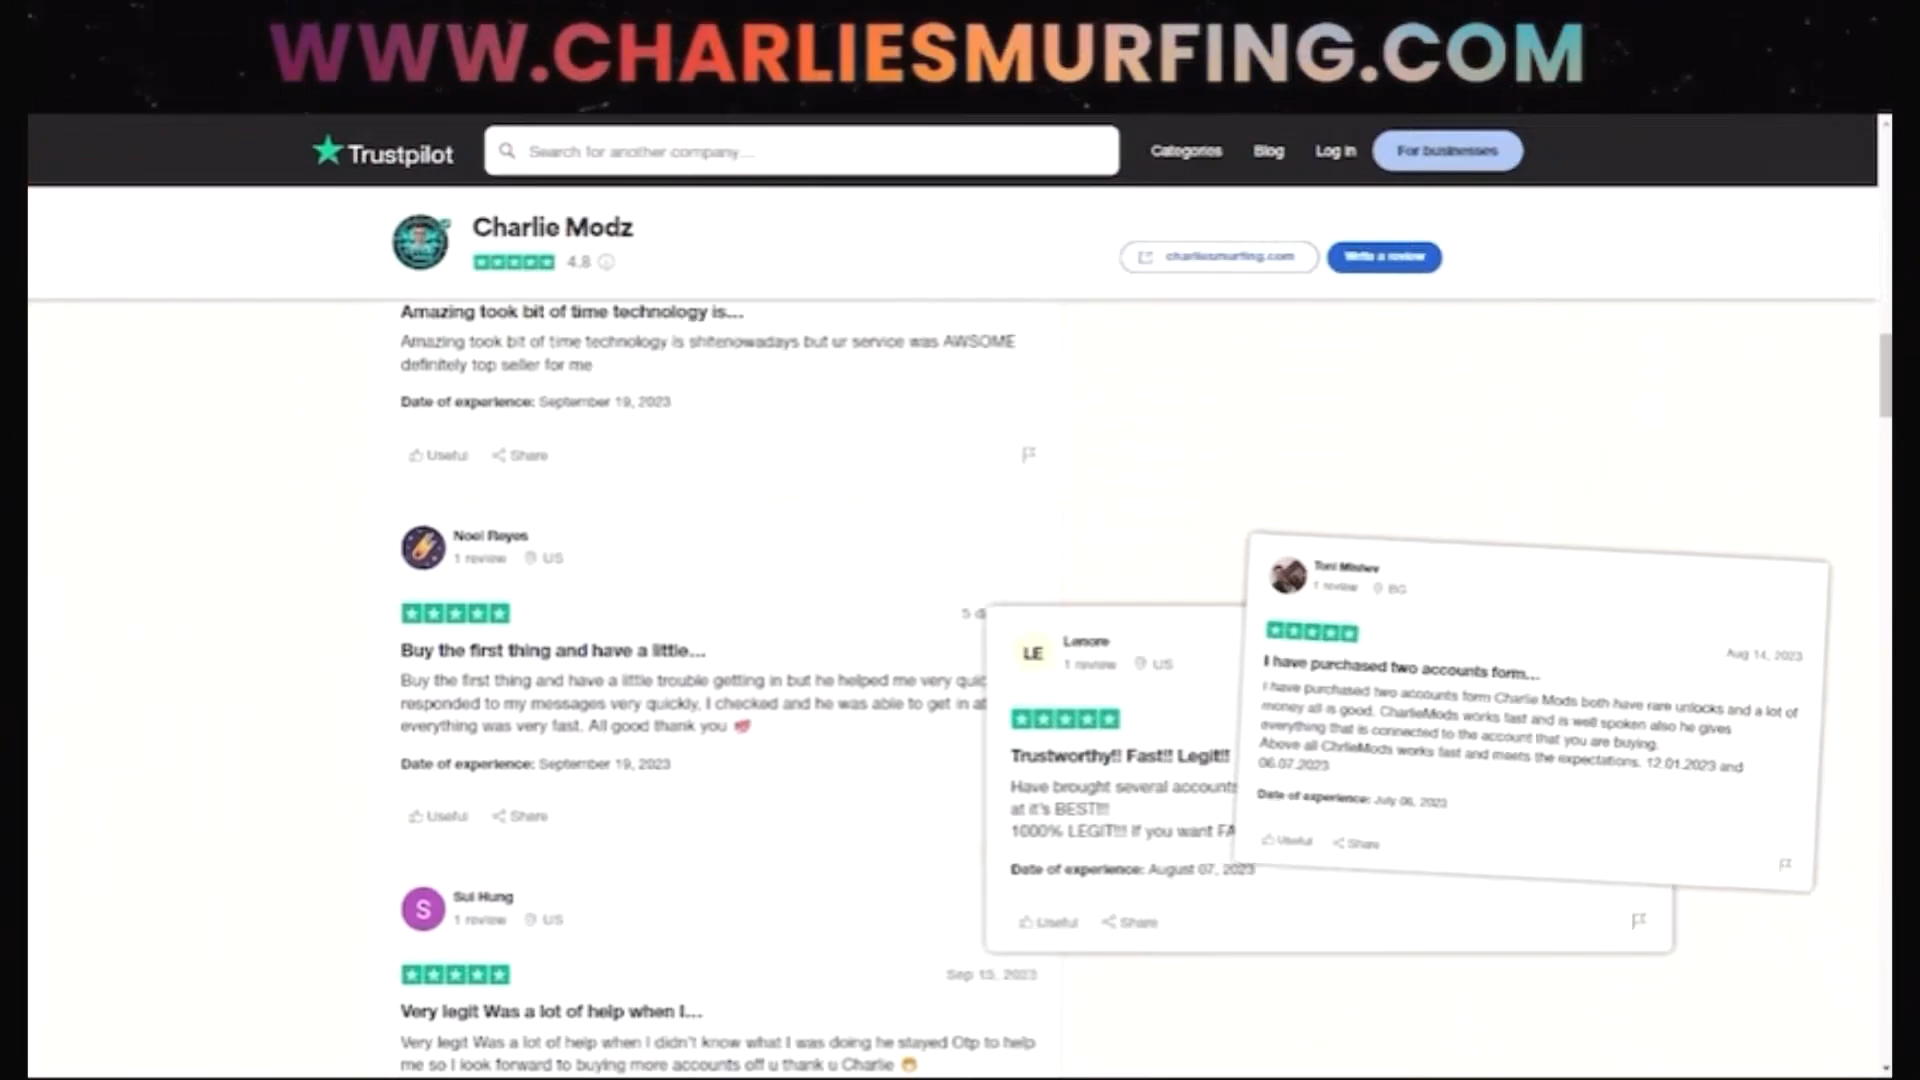 WWW.CHARLIESMURFING.COM
Trustpilot
Search for another company...
Categories
Blog
Log in
For businesses
Charlie Modz
4.8
charliesmurfing.com
Write a review
Amazing took bit of time technology is...
Amazing took bit of time technology is shitenowadays but ur service was AWSOME
definitely top seller for me
Date of experience: September 19, 2023
Useful
Share
Noel Reyes
1 review
US
5 d
Buy the first thing and have a little...
Buy the first thing and have a little trouble getting in but he helped me very quic
responded to my messages very quickly, I checked and he was able to get in at
everything was very fast. All good thank you
Date of experience: September 19, 2023
Useful
Share
Sui Hung
1 review
US
Sep 15, 2023
Very legit Was a lot of help when I...
Very legit Was a lot of help when I didn't know what I was doing he stayed Otp to help
me so I look forward to buying more accounts off u thank u Charlie
LE
Lenore
1 review
US
Trustworthy!! Fast!! Legit!!
Have brought several accounts
at it's BEST!!!
1000% LEGIT!!! If you want FA
Date of experience: August 07, 2023
Useful
Share
Toni
1 review
BG
Aug 14, 2023
I have purchased two accounts form...
I have purchased two accounts form Charlie Mods both have rare unlocks and a lot of
money all is good. CharlieMods works fast and is well spoken also he gives
everything that is connected to the account that you are buying.
Above all ChrlieMods works fast and meets the expectations. 12.01.2023 and
06.07.2023
Date of experience: July 06, 2023
Useful
Share